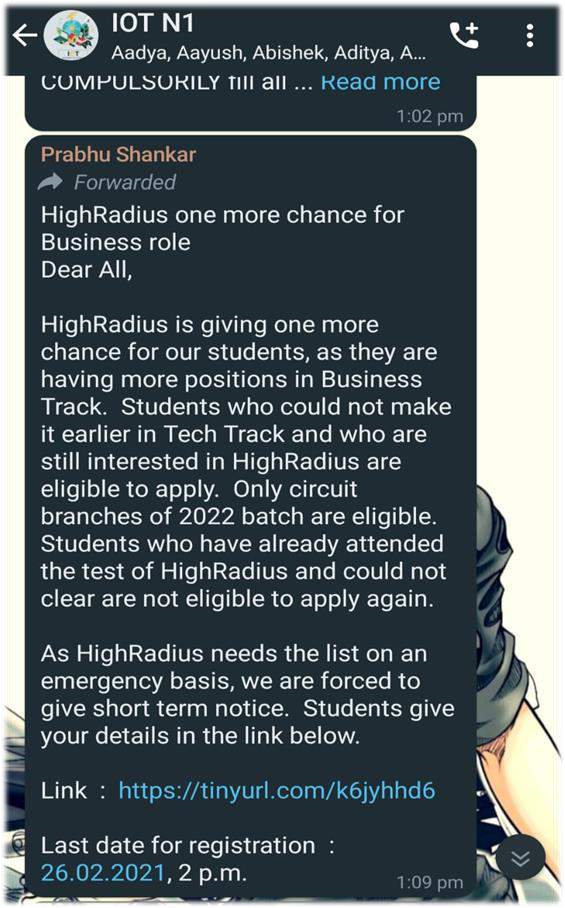 IOT N1
Aadya, Aayush, Abishek, Aditya, A...
COMPULSORILY fill all ... Read more
1:02 pm
Prabhu Shankar
Forwarded
HighRadius one more chance for
Business role
Dear All,
HighRadius is giving one more
chance for our students, as they are
having more positions in Business
Track.  Students who could not make
it earlier in Tech Track and who are
still interested in HighRadius are
eligible to apply.  Only circuit
branches of 2022 batch are eligible.
Students who have already attended
the test of HighRadius and could not
clear are not eligible to apply again.
As HighRadius needs the list on an
emergency basis, we are forced to
give short term notice.  Students give
your details in the link below.
Link  :  https://tinyurl.com/k6jyhhd6
Last date for registration  :
26.02.2021, 2 p.m.
1:09 pm